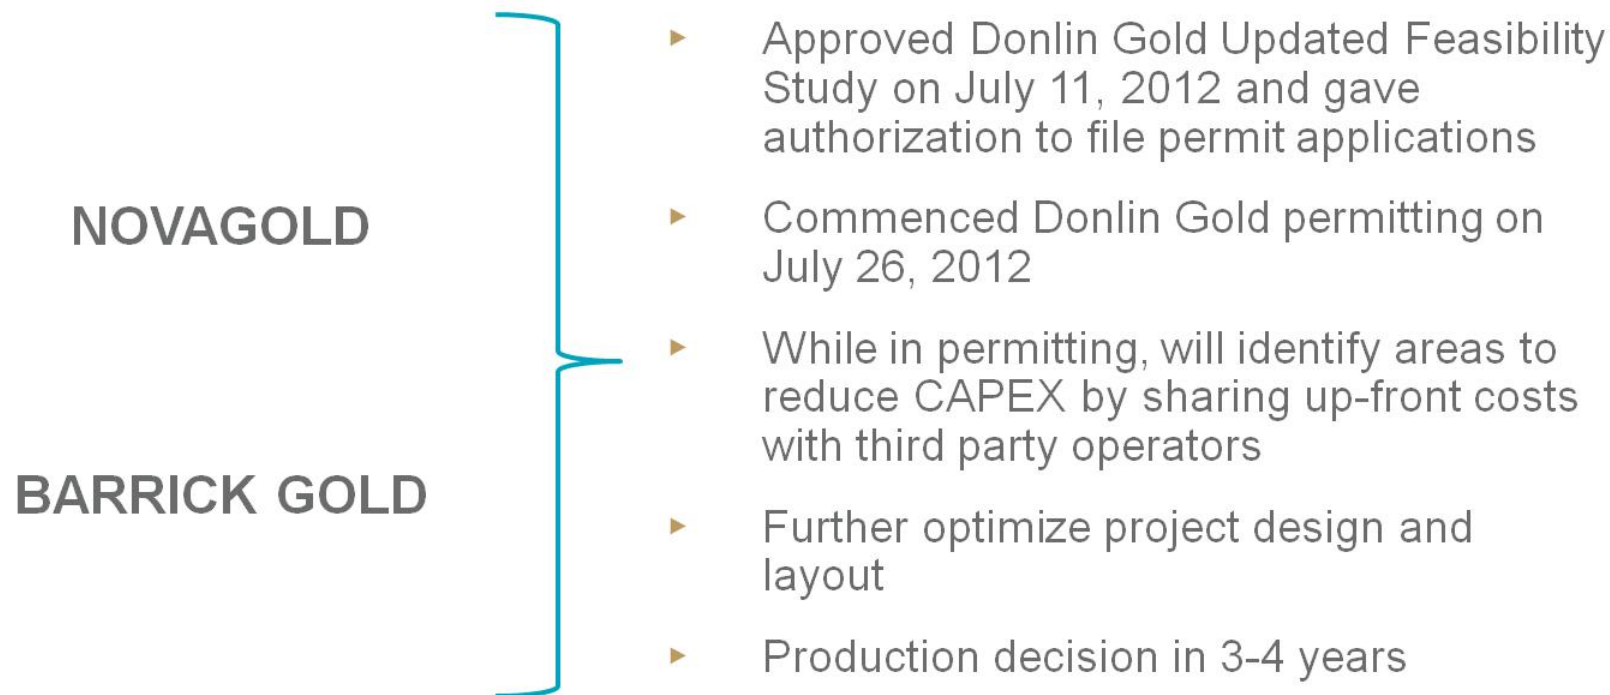 NOVAGOLD
BARRICK GOLD
Approved Donlin Gold Updated Feasibility
Study on July 11, 2012 and gave
authorization to file permit applications
Commenced Donlin Gold permitting on
July 26, 2012
While in permitting, will identify areas to
reduce CAPEX by sharing up-front costs
with third party operators
Further optimize project design and
layout
Production decision in 3-4 years